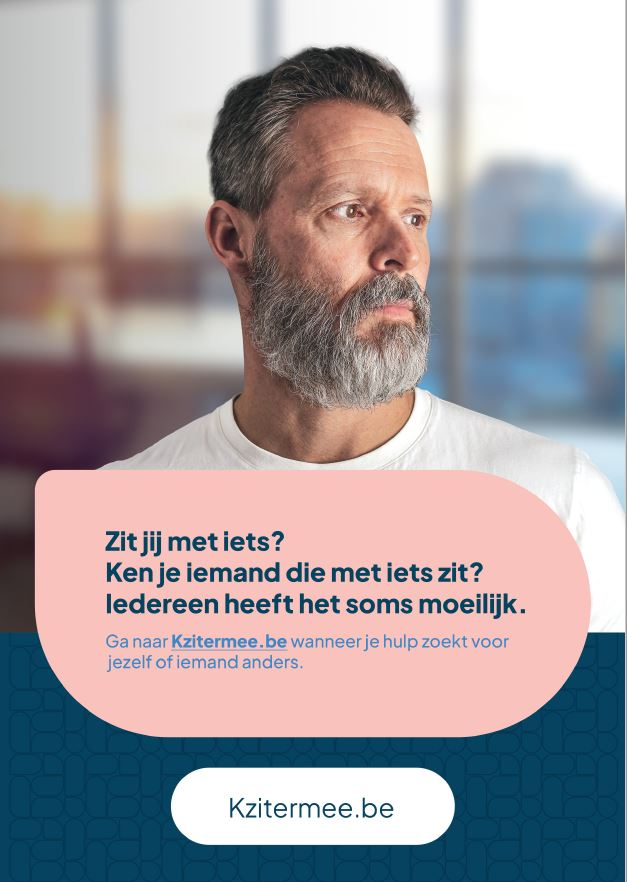 Zit jij met iets?
Ken je iemand die met iets zit?
Iedereen heeft het soms moeilijk.
Ga naar Kzitermee.be wanneer je hulp zoekt voor
jezelf of iemand anders.
Kzitermee.be